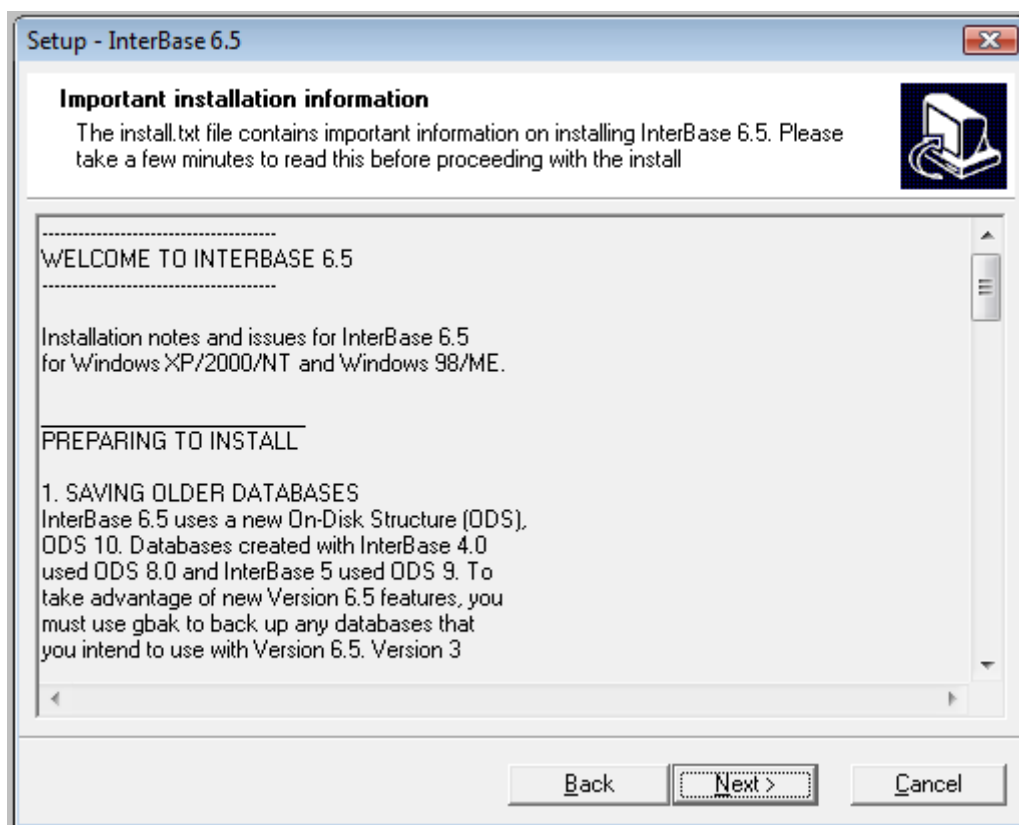 Setup - InterBase 6.5
Important installation information
The install.txt file contains important information on installing InterBase 6.5. Please
take a few minutes to read this before proceeding with the install
---------------------------------------
WELCOME TO INTERBASE 6.5
---------------------------------------
Installation notes and issues for InterBase 6.5
for Windows XP/2000/NT and Windows 98/ME.
______________________
PREPARING TO INSTALL
1. SAVING OLDER DATABASES
InterBase 6.5 uses a new On-Disk Structure (ODS),
ODS 10. Databases created with InterBase 4.0
used ODS 8.0 and InterBase 5 used ODS 9. To
take advantage of new Version 6.5 features, you
must use gbak to back up any databases that
you intend to use with Version 6.5. Version 3
Back
Next >
Cancel